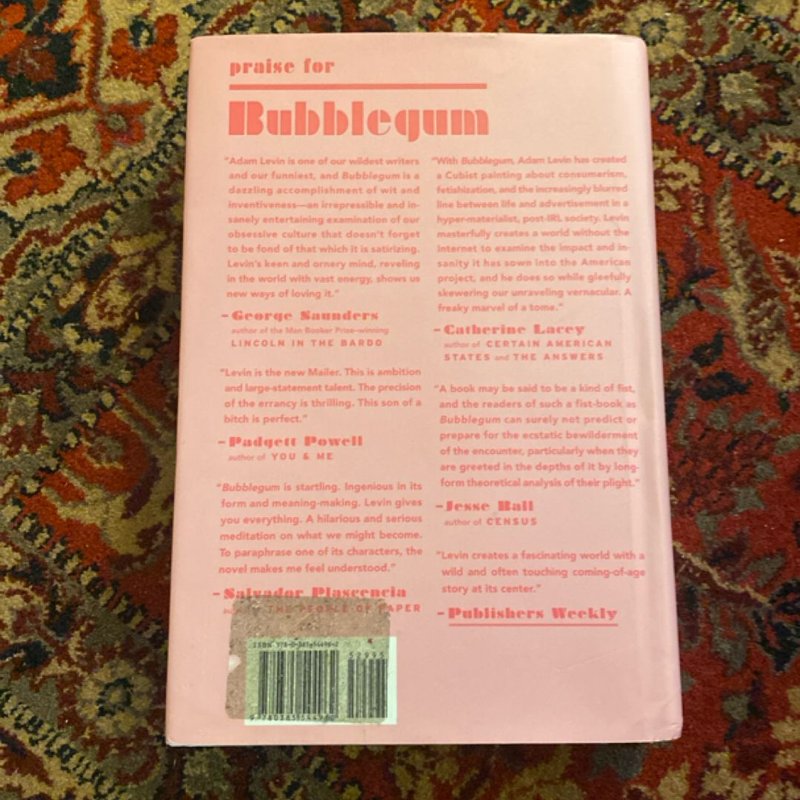 praise for
Bubblegum
"Adam Levin is one of our wildest writers
and our funniest, and Bubblegum is a
dazzling accomplishment of wit and
inventiveness—an irrepressible and in-
sanely entertaining examination of our
obsessive culture that doesn't forget
to be fond of that which it is satirizing.
Levin's keen and ornery mind, reveling
in the world with vast energy, shows us
new ways of loving it."
–George Saunders
author of the Man Booker Prize–winning
LINCOLN IN THE BARDO
"Levin is the new Mailer. This is ambition
and large-statement talent. The precision
of the errancy is thrilling. This son of a
bitch is perfect."
–Padgett Powell
author of YOU & ME
"Bubblegum is startling. Ingenious in its
form and meaning-making. Levin gives
you everything. A hilarious and serious
meditation on what we might become.
To paraphrase one of its characters, the
novel makes me feel understood."
–Salvador Plascencia
THE PEOPLE OF PAPER
"With Bubblegum, Adam Levin has created
a Cubist painting about consumerism,
fetishization, and the increasingly blurred
line between life and advertisement in a
hyper-materialist, post-IRL society. Levin
masterfully creates a world without the
Internet to examine the impact and in-
sanity it has sown into the American
project, and he does so while gleefully
skewering our unraveling vernacular. A
freaky marvel of a tome."
–Catherine Lacey
author of CERTAIN AMERICAN
STATES and THE ANSWERS
"A book may be said to be a kind of fist,
and the readers of such a fist-book as
Bubblegum can surely not predict or
prepare for the ecstatic bewilderment
of the encounter, particularly when they
are greeted in the depths of it by long-
form theoretical analysis of their plight."
–Jesse Ball
author of CENSUS
"Levin creates a fascinating world with a
wild and often touching coming-of-age
story at its center."
–Publishers Weekly
ISBN 978-0-385-54496-2
52995